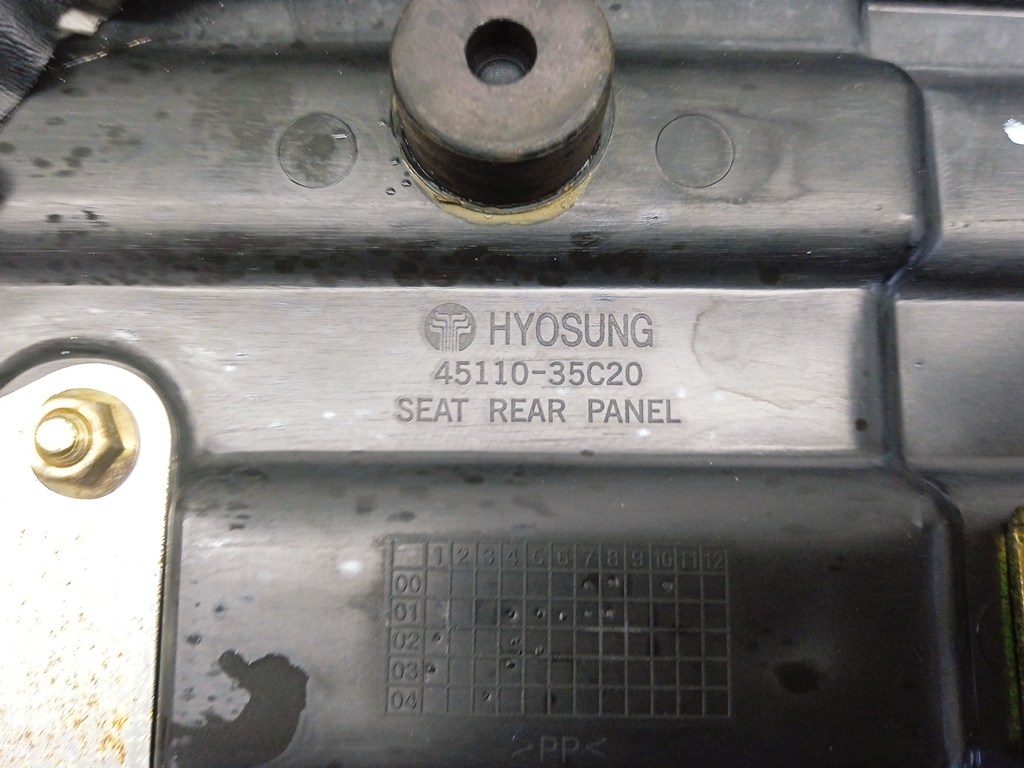 HYOSUNG
45110-35C20
SEAT REAR PANEL
1 2 3 4 5 6 7 8 9 10 11 12
00
01
02
03
04
>PP<